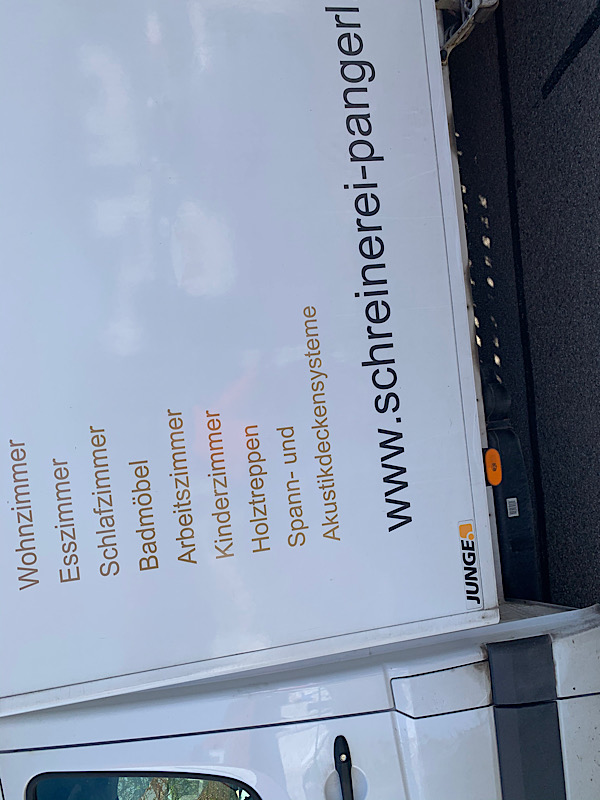 Wohnzimmer
Esszimmer
Schlafzimmer
Badmöbel
Arbeitszimmer
Kinderzimmer
Holztreppen
Spann- und
Akustikdeckensysteme
www.schreinerei-pangerl
JUNGE